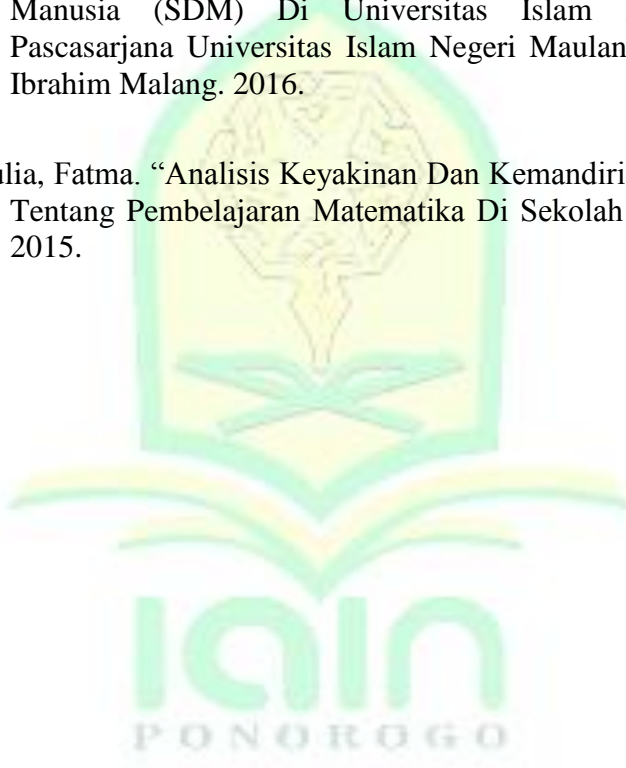 Manusia (SDM) Di Universitas Islam
Pascasarjana Universitas Islam Negeri Maulan
Ibrahim Malang. 2016.
ulia, Fatma. “Analisis Keyakinan Dan Kemandiri
Tentang Pembelajaran Matematika Di Sekolah
2015.
iain
PONOROGO